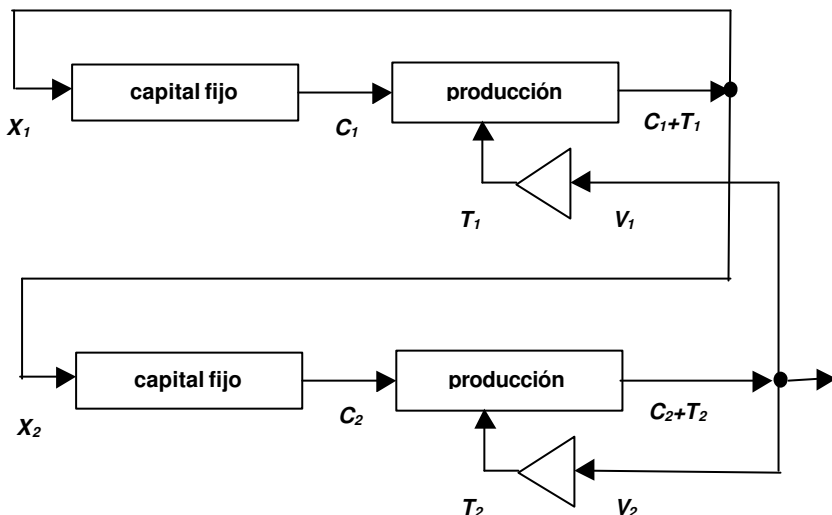 capital fijo
producción
X₁
C₁
C₁+T₁
T₁
V₁
capital fijo
producción
X₂
C₂
C₂+T₂
T₂
V₂